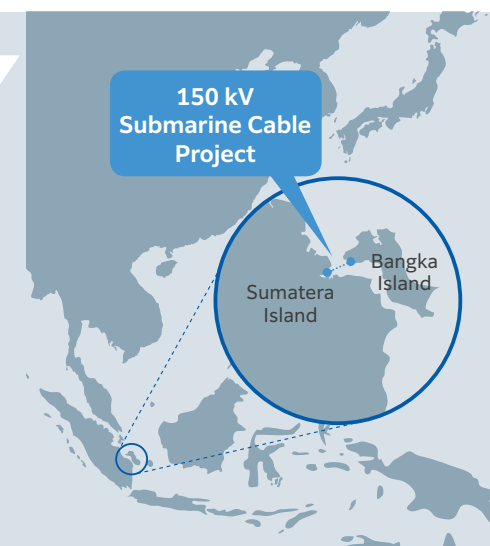 150 kV
Submarine Cable
Project
Bangka
Island
Sumatera
Island